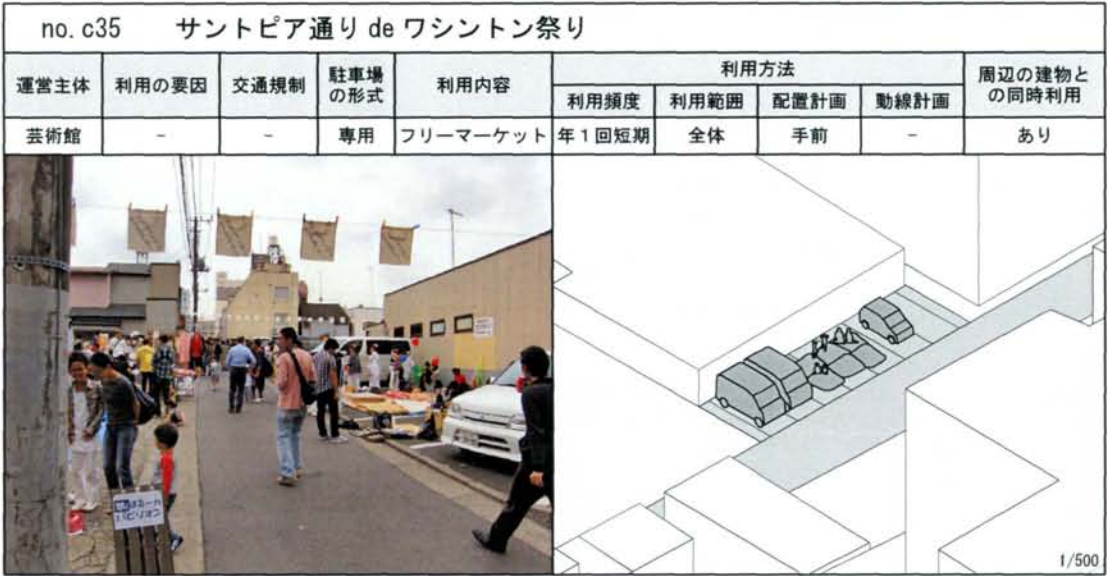 no. c35 サントピア通り de ワシントン祭り
運営主体 利用の要因 交通規制 駐車場の形式 利用内容 利用方法 周辺の建物との同時利用
利用頻度 利用範囲 配置計画 動線計画
芸術館 - - 専用 フリーマーケット 年1回短期 全体 手前 - あり
1/500